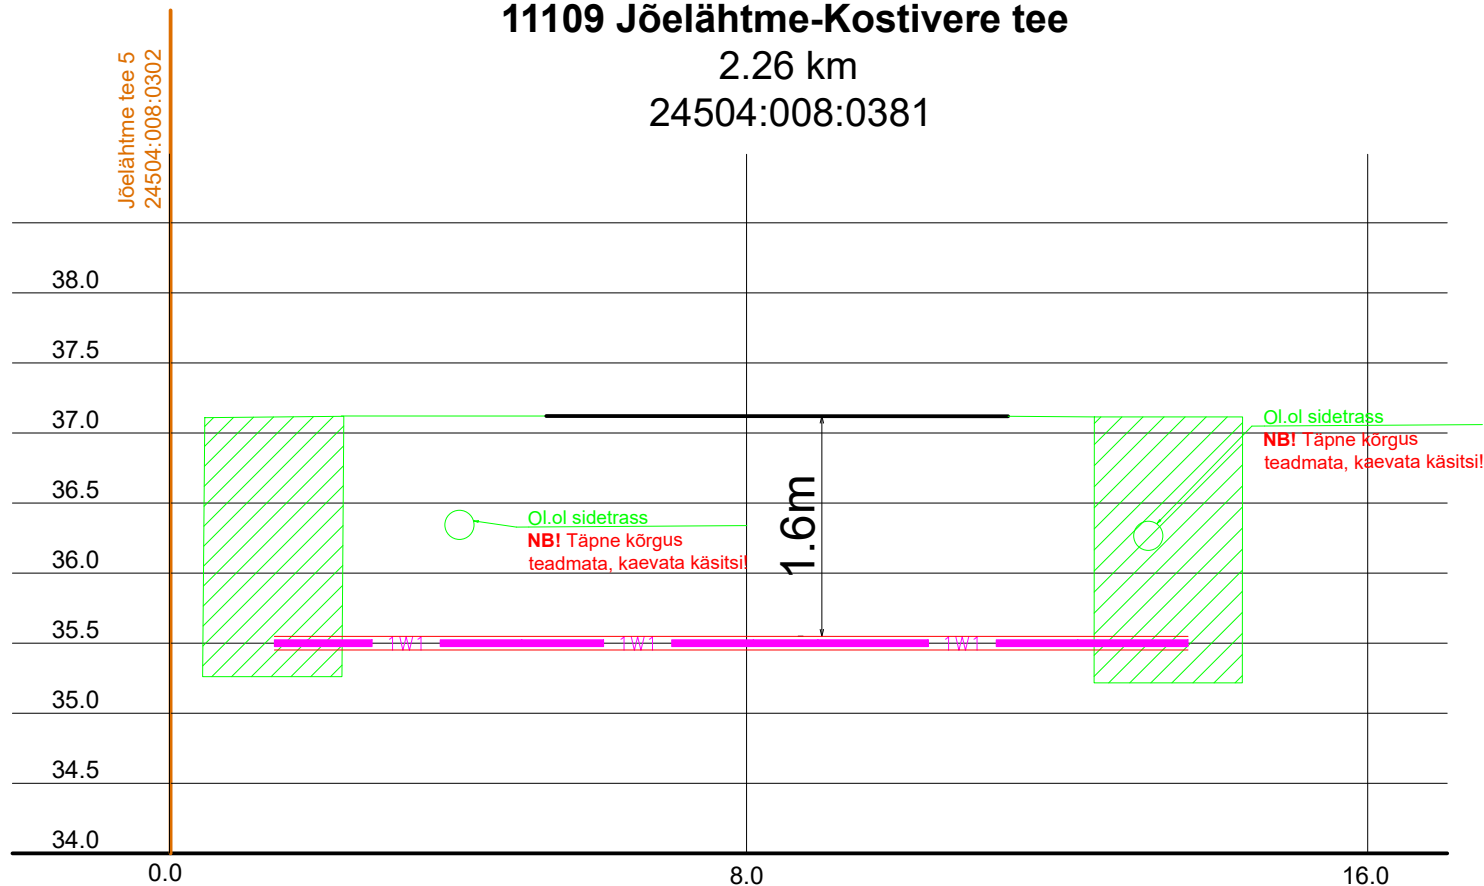 11109 Jõelähtme-Kostivere tee
2.26 km
24504:008:0381
Jõelähtme tee 5
24504:008:0302
38.0
37.5
37.0
36.5
36.0
35.5
35.0
34.5
34.0
Ol.ol sidetrass
NB! Täpne kõrgus
teadmata, kaevata käsitsi!
1.6m
Ol.ol sidetrass
NB! Täpne kõrgus
teadmata, kaevata käsitsi!
1W1 1W1 1W1
0.0 8.0 16.0